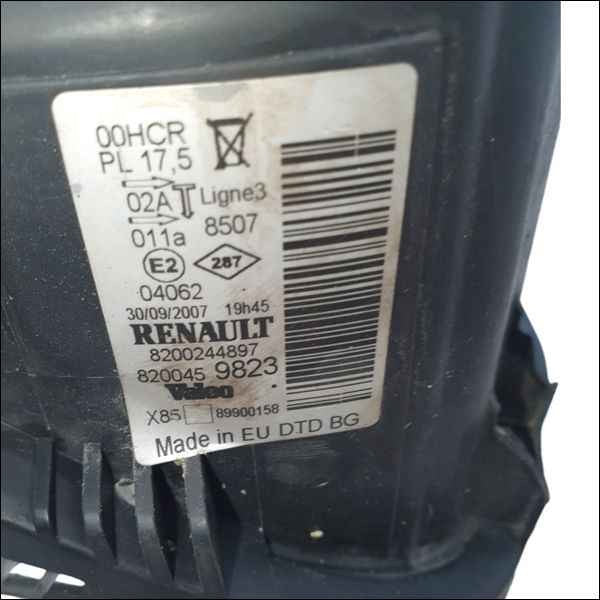 00HCR
PL 17,5
02A Ligne3
011a 8507
E2 287
04062
30/09/2007 19h45
RENAULT
8200244897
820045 9823
Valeo
X85 89900158
Made in EU DTD BG